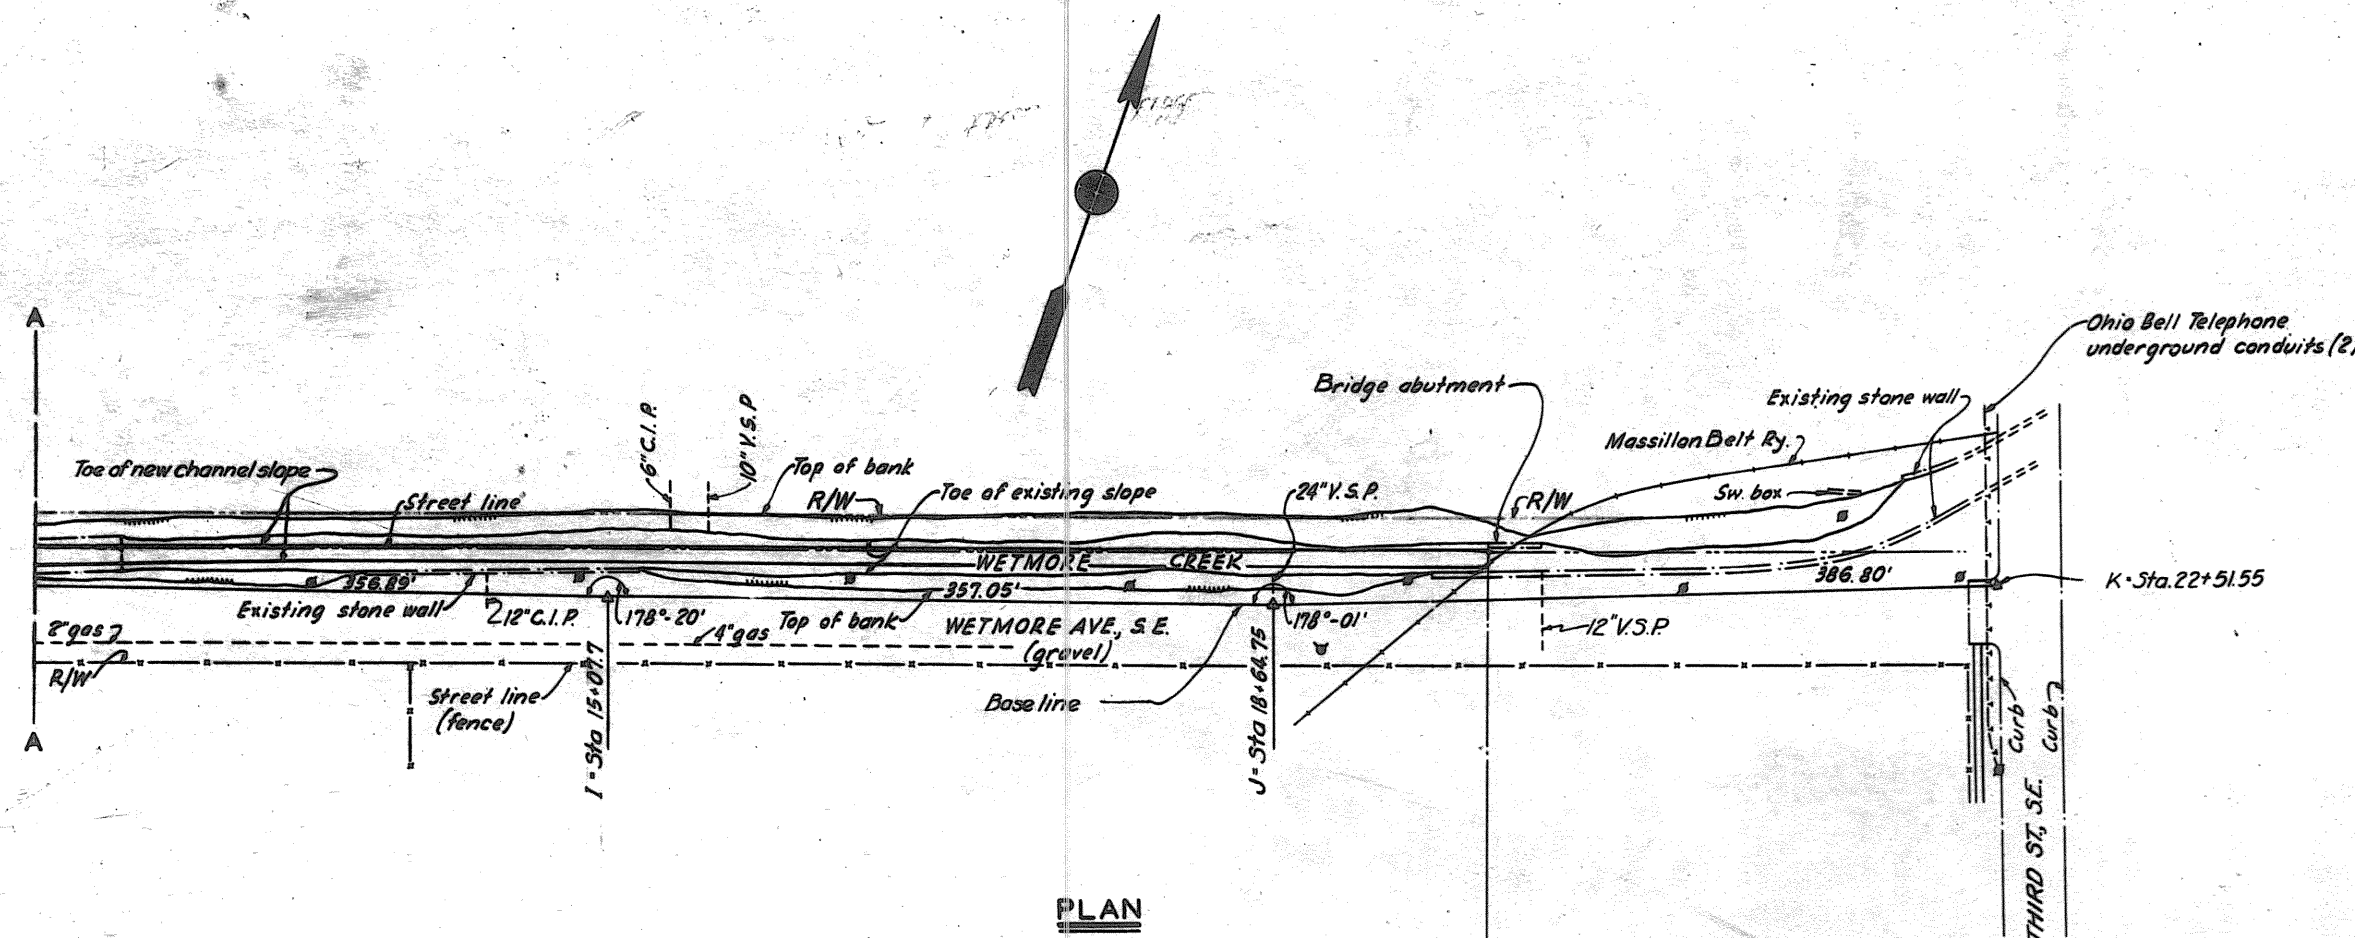 A
Ohio Bell Telephone
underground conduits (2)
Bridge abutment
Existing stone wall
6" C.I.P.
10" V.S.P
Massillon Belt Ry.
Toe of new channel slope
Top of bank
Street line
R/W
Toe of existing slope
24" V.S.P.
R/W
Sw. box
WETMORE CREEK
356.89'
357.05'
386.80'
K=Sta. 22+51.55
Existing stone wall
12" C.I.P.
178°-20'
Top of bank
WETMORE AVE., S.E.
(gravel)
178°-01'
12" V.S.P.
2" gas
4" gas
R/W
Street line
(fence)
I = Sta 15+07.7
Base line
J= Sta 18+64.75
A
Curb
Curb
THIRD ST., S.E.
PLAN